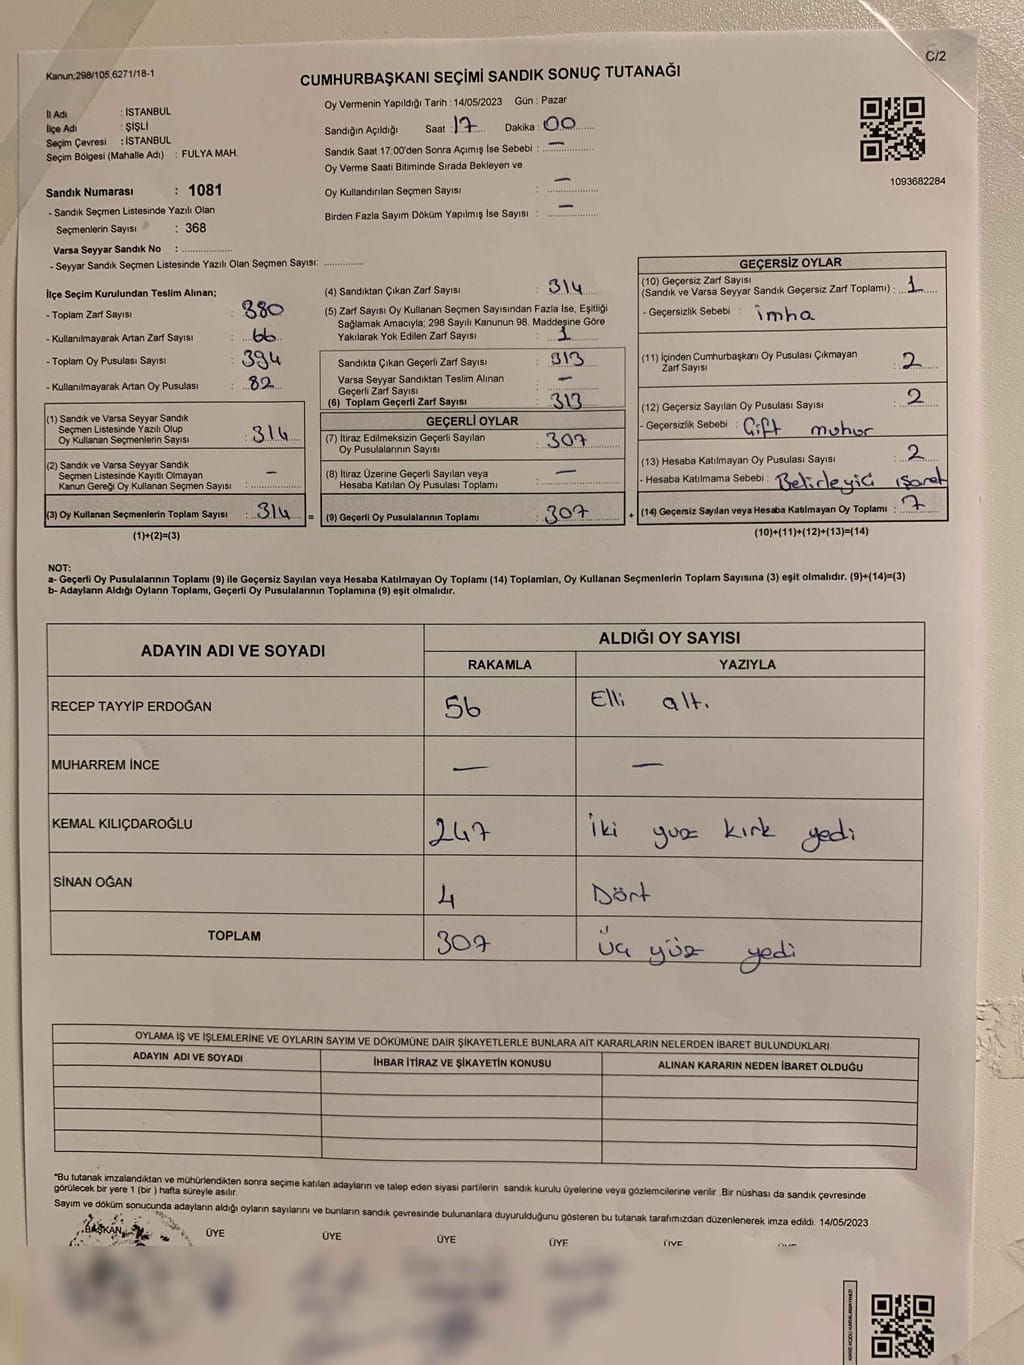 Kanun;298/105,6271/18-1
C/2
CUMHURBAŞKANI SEÇİMİ SANDIK SONUÇ TUTANAĞI
İl Adı : İSTANBUL
İlçe Adı : ŞİŞLİ
Seçim Çevresi : İSTANBUL
Seçim Bölgesi (Mahalle Adı) : FULYA MAH.
Sandık Numarası : 1081
- Sandık Seçmen Listesinde Yazılı Olan
Seçmenlerin Sayısı : 368
Varsa Seyyar Sandık No : ..................
- Seyyar Sandık Seçmen Listesinde Yazılı Olan Seçmen Sayısı: ..............
Oy Vermenin Yapıldığı Tarih : 14/05/2023 Gün : Pazar
Sandığın Açıldığı Saat : 17 Dakika : 00
Sandık Saat 17:00'den Sonra Açımış İse Sebebi : —
Oy Verme Saati Bitiminde Sırada Bekleyen ve
Oy Kullandırılan Seçmen Sayısı : —
Birden Fazla Sayım Döküm Yapılmış İse Sayısı : —
1093682284
İlçe Seçim Kurulundan Teslim Alınan;
- Toplam Zarf Sayısı : 380
- Kullanılmayarak Artan Zarf Sayısı : 66
- Toplam Oy Pusulası Sayısı : 394
- Kullanılmayarak Artan Oy Pusulası : 82
(1) Sandık ve Varsa Seyyar Sandık
Seçmen Listesinde Yazılı Olup
Oy Kullanan Seçmenlerin Sayısı : 314
(2) Sandık ve Varsa Seyyar Sandık
Seçmen Listesinde Kayıtlı Olmayan
Kanun Gereği Oy Kullanan Seçmen Sayısı : —
(3) Oy Kullanan Seçmenlerin Toplam Sayısı : 314 =
(1)+(2)=(3)
(4) Sandıktan Çıkan Zarf Sayısı : 314
(5) Zarf Sayısı Oy Kullanan Seçmen Sayısından Fazla İse, Eşitliği
Sağlamak Amacıyla; 298 Sayılı Kanunun 98. Maddesine Göre
Yakılarak Yok Edilen Zarf Sayısı : 1
Sandıkta Çıkan Geçerli Zarf Sayısı : 313
Varsa Seyyar Sandıktan Teslim Alınan
Geçerli Zarf Sayısı : —
(6) Toplam Geçerli Zarf Sayısı : 313
GEÇERLİ OYLAR
(7) İtiraz Edilmeksizin Geçerli Sayılan
Oy Pusulasının Sayısı : 307
(8) İtiraz Üzerine Geçerli Sayılan veya
Hesaba Katılan Oy Pusulası Toplamı : —
(9) Geçerli Oy Pusulalarının Toplamı : 307 +
GEÇERSİZ OYLAR
(10) Geçersiz Zarf Sayısı
(Sandık ve Varsa Seyyar Sandık Geçersiz Zarf Toplamı) : 1
- Geçersizlik Sebebi : imha
(11) İçinden Cumhurbaşkanı Oy Pusulası Çıkmayan
Zarf Sayısı : 2
(12) Geçersiz Sayılan Oy Pusulası Sayısı : 2
- Geçersizlik Sebebi : Çift muhur
(13) Hesaba Katılmayan Oy Pusulası Sayısı : 2
- Hesaba Katılmama Sebebi : Belirleyici işaret
(14) Geçersiz Sayılan veya Hesaba Katılmayan Oy Toplamı : 7
(10)+(11)+(12)+(13)=(14)
NOT:
a- Geçerli Oy Pusulalarının Toplamı (9) ile Geçersiz Sayılan veya Hesaba Katılmayan Oy Toplamı (14) Toplamları, Oy Kullanan Seçmenlerin Toplam Sayısına (3) eşit olmalıdır. (9)+(14)=(3)
b- Adayların Aldığı Oyların Toplamı, Geçerli Oy Pusulalarının Toplamına (9) eşit olmalıdır.
ADAYIN ADI VE SOYADI
ALDIĞI OY SAYISI
RAKAMLA YAZIYLA
RECEP TAYYİP ERDOĞAN 56 Elli altı
MUHARREM İNCE — —
KEMAL KILIÇDAROĞLU 247 İki yuz kırk yedi
SİNAN OĞAN 4 Dört
TOPLAM 307 Üç yüz yedi
OYLAMA İŞ VE İŞLEMLERİNE VE OYLARIN SAYIM VE DÖKÜMÜNE DAİR ŞİKAYETLERLE BUNLARA AİT KARARLARIN NELERDEN İBARET BULUNDUKLARI
ADAYIN ADI VE SOYADI İHBAR İTİRAZ VE ŞİKAYETİN KONUSU ALINAN KARARIN NEDEN İBARET OLDUĞU
*Bu tutanak imzalandıktan ve mühürlendikten sonra seçime katılan adayların ve talep eden siyasi partilerin sandık kurulu üyelerine veya gözlemcilerine verilir .Bir nüshası da sandık çevresinde
görülecek bir yere 1 (bir ) hafta süreyle asılır.
Sayım ve döküm sonucunda adayların aldığı oyların sayılarını ve bunların sandık çevresinde bulunanlara duyurulduğunu gösteren bu tutanak tarafımızdan düzenlenerek imza edildi. 14/05/2023
BAŞKAN ÜYE ÜYE ÜYE ÜYE ÜYE